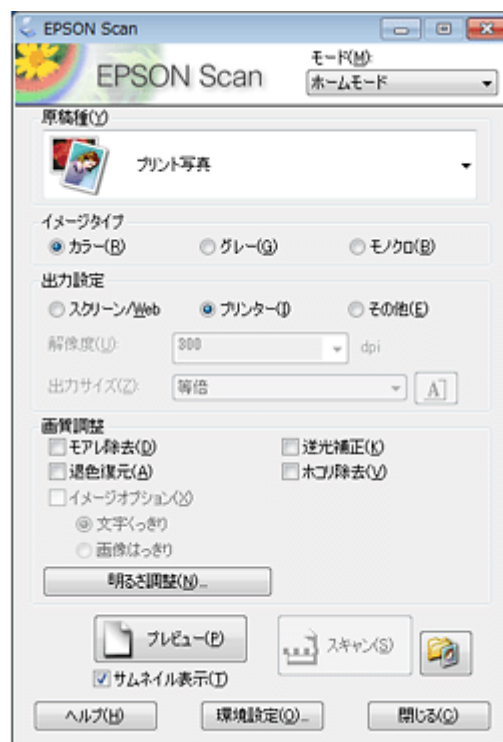 EPSON Scan
EPSON Scan
モード(M):
ホームモード
原稿種(Y)
プリント写真
イメージタイプ
カラー(R)
グレー(G)
モノクロ(B)
出力設定
スクリーン/Web
プリンター(I)
その他(E)
解像度(U):
300
dpi
出力サイズ(Z):
等倍
A
画質調整
モアレ除去(D)
逆光補正(K)
退色復元(A)
ホコリ除去(V)
イメージオプション(X)
文字くっきり
画像はっきり
明るさ調整(N)...
プレビュー(P)
スキャン(S)
サムネイル表示(T)
ヘルプ(H)
環境設定(O)...
閉じる(C)